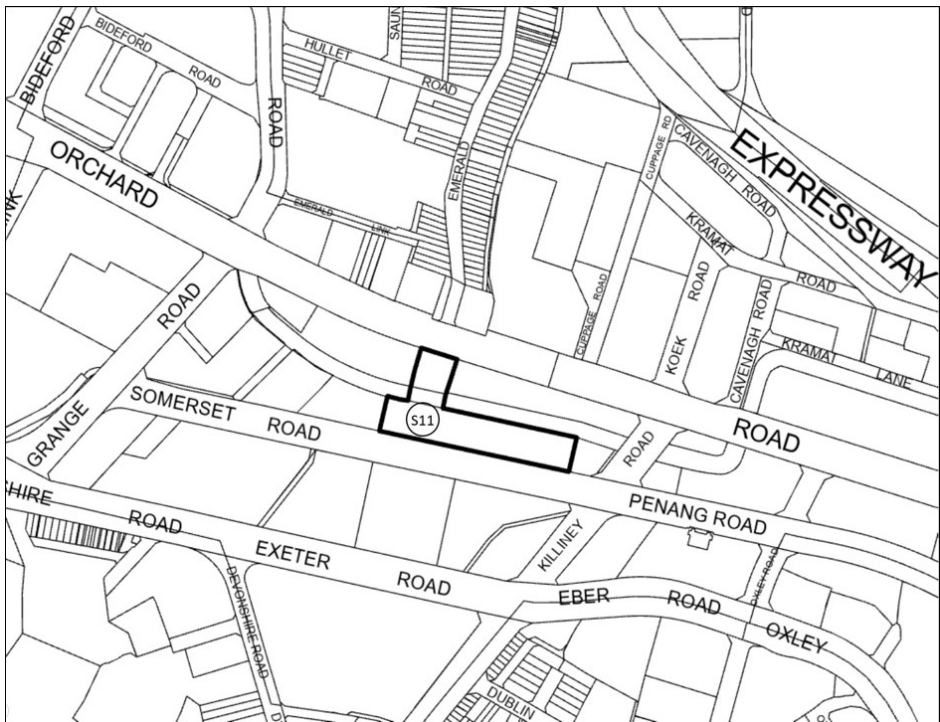 BIDEFORD
BIDEFORD
ROAD
HULLET
ROAD
SAUN
ROAD
ORCHARD
EMERALD
EMERALD
LINK
CUPPAGE RD
CAVENAGH ROAD
EXPRESSWAY
KRAMAT
ROAD
CUPPAGE ROAD
KOEK
ROAD
CAVENAGH ROAD
KRAMAT
LANE
ROAD
LINK
ROAD
GRANGE
SOMERSET
ROAD
S11
ROAD
PENANG ROAD
KILLINEY
SHIRE
ROAD
EXETER
ROAD
DEVONSHIRE ROAD
EBER
ROAD
OXLEY ROAD
OXLEY
DUBLIN